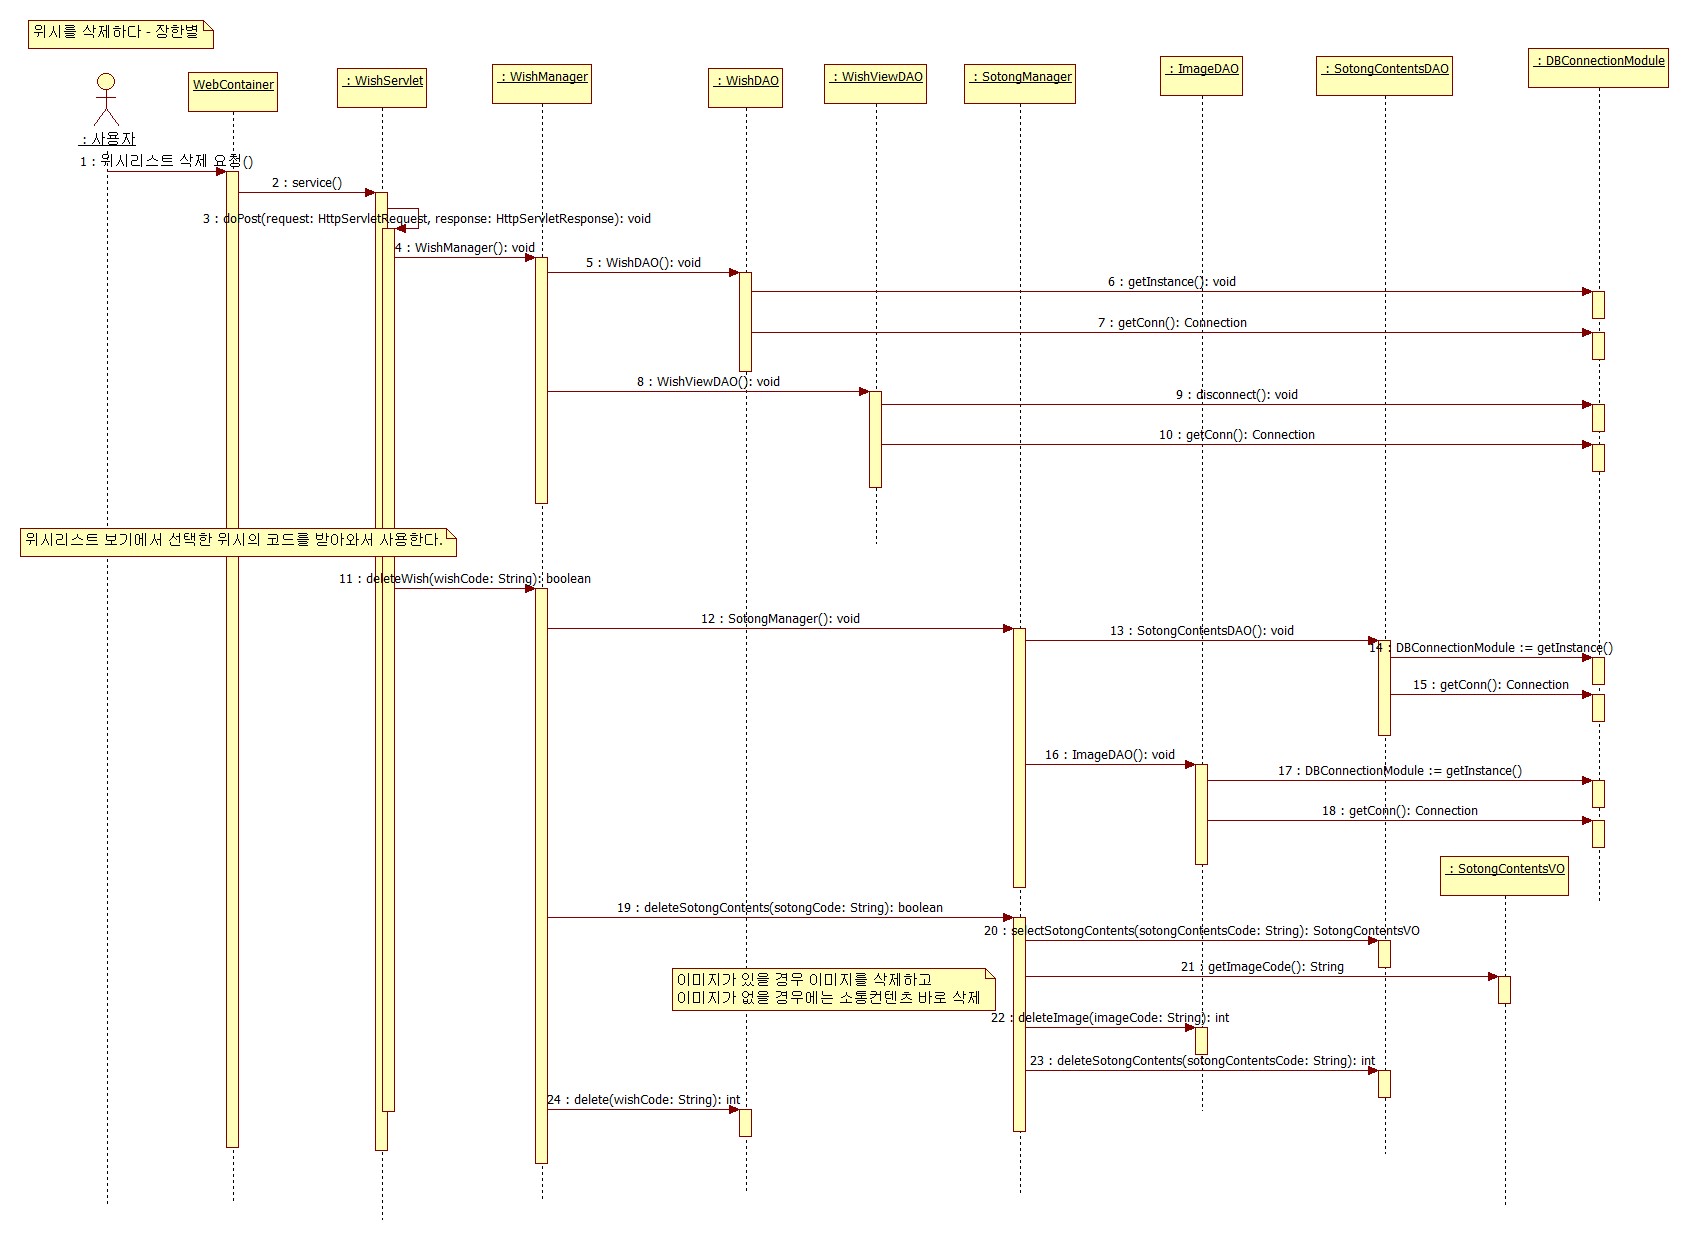 위시를 삭제하다 - 장한별
: 사용자
WebContainer
: WishServlet
: WishManager
: WishDAO
: WishViewDAO
: SotongManager
: ImageDAO
: SotongContentsDAO
: DBConnectionModule
1 : 위시리스트 삭제 요청()
2 : service()
3 : doPost(request: HttpServletRequest, response: HttpServletResponse): void
4 : WishManager(): void
5 : WishDAO(): void
6 : getInstance(): void
7 : getConn(): Connection
8 : WishViewDAO(): void
9 : disconnect(): void
10 : getConn(): Connection
위시리스트 보기에서 선택한 위시의 코드를 받아와서 사용한다.
11 : deleteWish(wishCode: String): boolean
12 : SotongManager(): void
13 : SotongContentsDAO(): void
14 : DBConnectionModule := getInstance()
15 : getConn(): Connection
16 : ImageDAO(): void
17 : DBConnectionModule := getInstance()
18 : getConn(): Connection
: SotongContentsVO
19 : deleteSotongContents(sotongCode: String): boolean
20 : selectSotongContents(sotongContentsCode: String): SotongContentsVO
21 : getImageCode(): String
이미지가 있을 경우 이미지를 삭제하고
이미지가 없을 경우에는 소통컨텐츠 바로 삭제
22 : deleteImage(imageCode: String): int
23 : deleteSotongContents(sotongContentsCode: String): int
24 : delete(wishCode: String): int